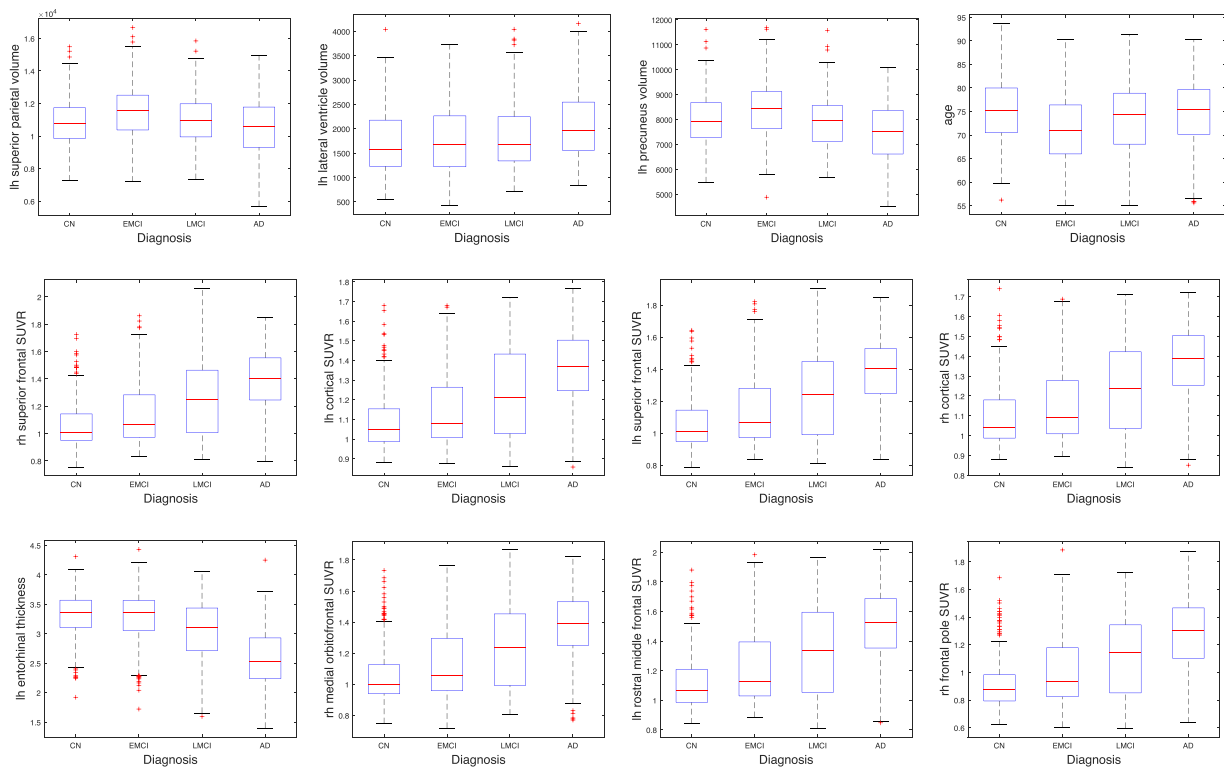 ×10⁴
lh superior parietal volume
1.6
1.4
1.2
1
0.8
0.6
CN EMCI LMCI AD
Diagnosis
lh lateral ventricle volume
4000
3500
3000
2500
2000
1500
1000
500
CN EMCI LMCI AD
Diagnosis
lh precuneus volume
12000
11000
10000
9000
8000
7000
6000
5000
CN EMCI LMCI AD
Diagnosis
age
95
90
85
80
75
70
65
60
55
CN EMCI LMCI AD
Diagnosis
rh superior frontal SUVR
2
1.8
1.6
1.4
1.2
1
0.8
CN EMCI LMCI AD
Diagnosis
lh cortical SUVR
1.8
1.7
1.6
1.5
1.4
1.3
1.2
1.1
1
0.9
CN EMCI LMCI AD
Diagnosis
lh superior frontal SUVR
1.8
1.6
1.4
1.2
1
0.8
CN EMCI LMCI AD
Diagnosis
rh cortical SUVR
1.7
1.6
1.5
1.4
1.3
1.2
1.1
1
0.9
0.8
CN EMCI LMCI AD
Diagnosis
lh entorhinal thickness
4.5
4
3.5
3
2.5
2
1.5
CN EMCI LMCI AD
Diagnosis
rh medial orbitofrontal SUVR
1.8
1.6
1.4
1.2
1
0.8
CN EMCI LMCI AD
Diagnosis
lh rostral middle frontal SUVR
2
1.8
1.6
1.4
1.2
1
0.8
CN EMCI LMCI AD
Diagnosis
rh frontal pole SUVR
1.8
1.6
1.4
1.2
1
0.8
0.6
CN EMCI LMCI AD
Diagnosis